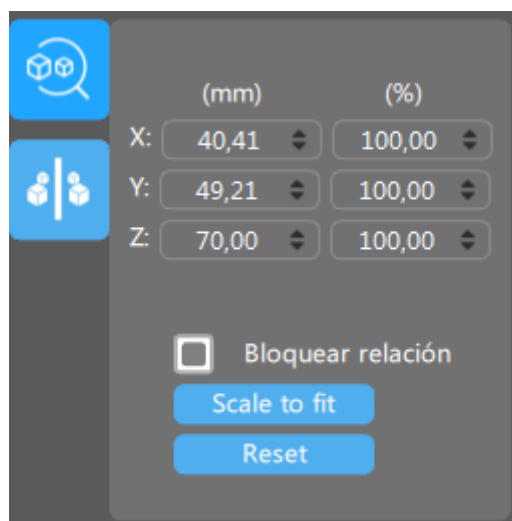 (mm) (%)
X: 40,41 100,00
Y: 49,21 100,00
Z: 70,00 100,00
Bloquear relación
Scale to fit
Reset